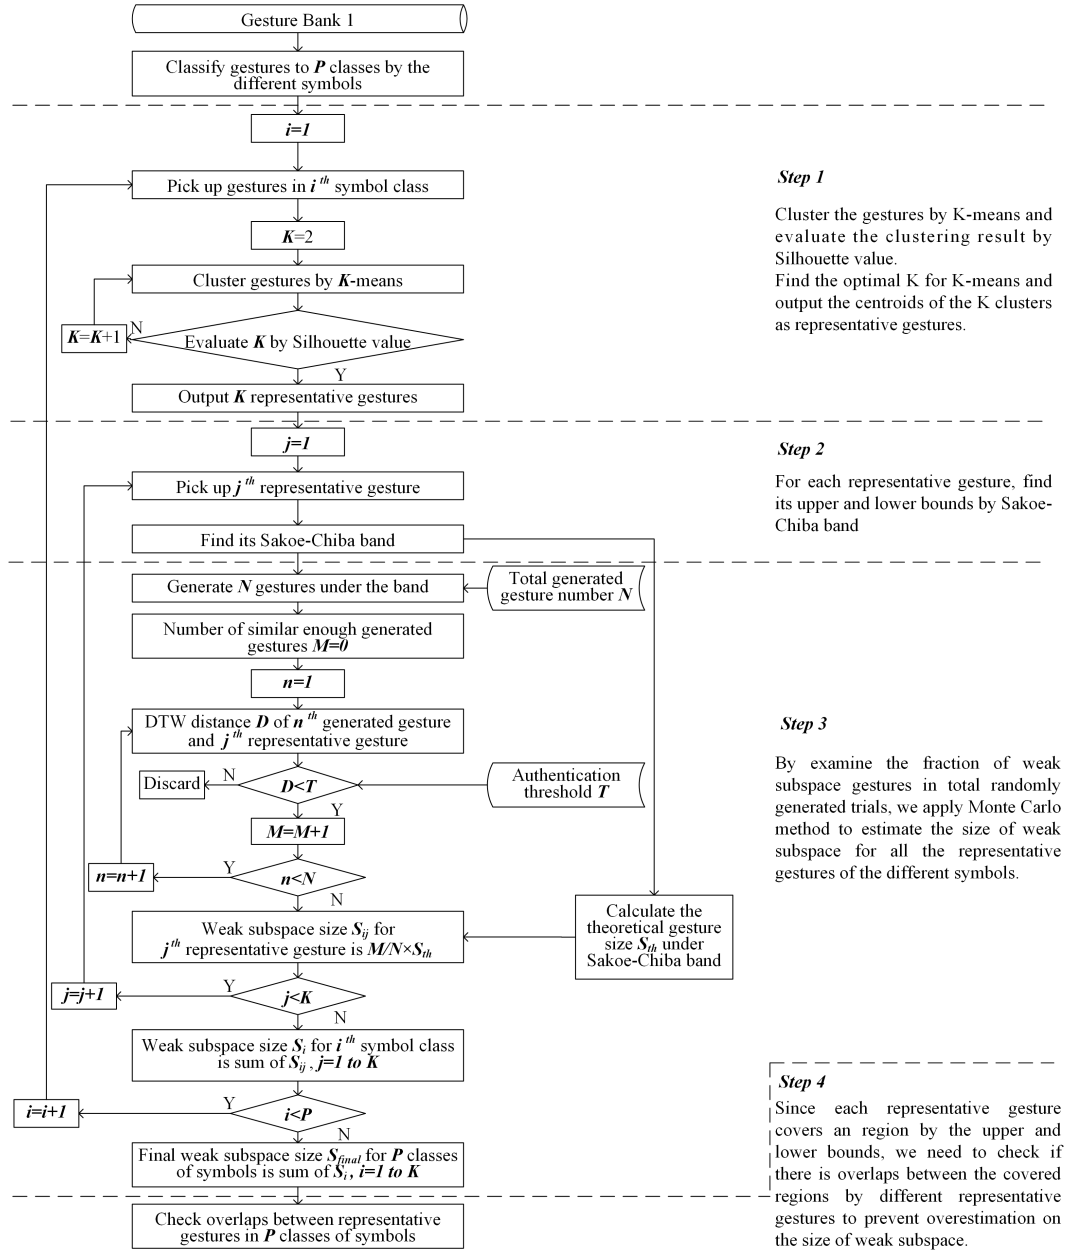 Gesture Bank 1
Classify gestures to P classes by the
different symbols
i=1
Pick up gestures in i th symbol class
K=2
Cluster gestures by K-means
K=K+1
N
Evaluate K by Silhouette value
Y
Output K representative gestures
Step 1
Cluster the gestures by K-means and
evaluate the clustering result by
Silhouette value.
Find the optimal K for K-means and
output the centroids of the K clusters
as representative gestures.
j=1
Pick up j th representative gesture
Find its Sakoe-Chiba band
Step 2
For each representative gesture, find
its upper and lower bounds by Sakoe-
Chiba band
Generate N gestures under the band
Total generated
gesture number N
Number of similar enough generated
gestures M=0
n=1
DTW distance D of n th generated gesture
and j th representative gesture
Discard
N
D<T
Authentication
threshold T
Y
M=M+1
n=n+1
Y
n<N
N
Weak subspace size Sij for
j th representative gesture is M/N×Sth
Calculate the
theoretical gesture
size Sth under
Sakoe-Chiba band
j=j+1
Y
j<K
N
Weak subspace size Si for i th symbol class
is sum of Sij , j=1 to K
i=i+1
Y
i<P
N
Final weak subspace size Sfinal for P classes
of symbols is sum of Si , i=1 to K
Step 3
By examine the fraction of weak
subspace gestures in total randomly
generated trials, we apply Monte Carlo
method to estimate the size of weak
subspace for all the representative
gestures of the different symbols.
Check overlaps between representative
gestures in P classes of symbols
Step 4
Since each representative gesture
covers an region by the upper and
lower bounds, we need to check if
there is overlaps between the covered
regions by different representative
gestures to prevent overestimation on
the size of weak subspace.